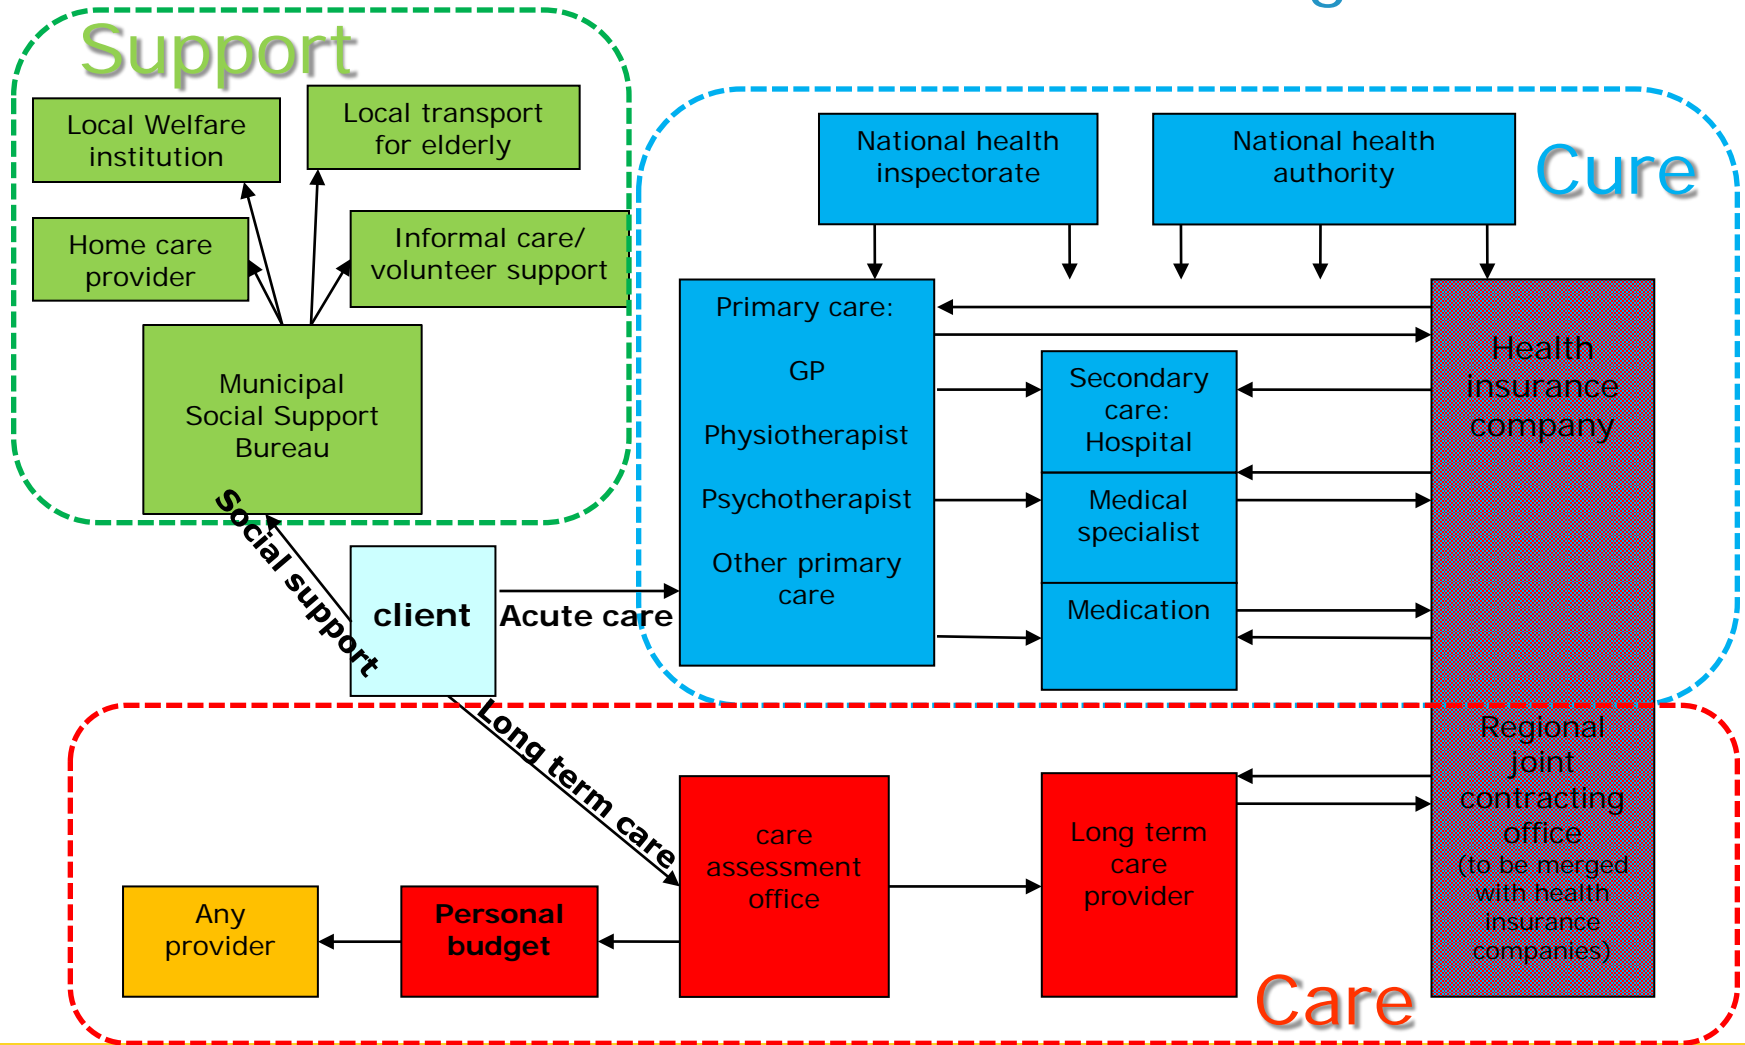 Support
Local Welfare
institution
Local transport
for elderly
Home care
provider
Informal care/
volunteer support
Municipal
Social Support
Bureau
Social support
client
Acute care
Long term care
Cure
National health
inspectorate
National health
authority
Primary care:
GP
Physiotherapist
Psychotherapist
Other primary
care
Secondary
care:
Hospital
Medical
specialist
Medication
Health
insurance
company
Regional
joint
contracting
office
(to be merged
with health
insurance
companies)
care
assessment
office
Long term
care
provider
Personal
budget
Any
provider
Care